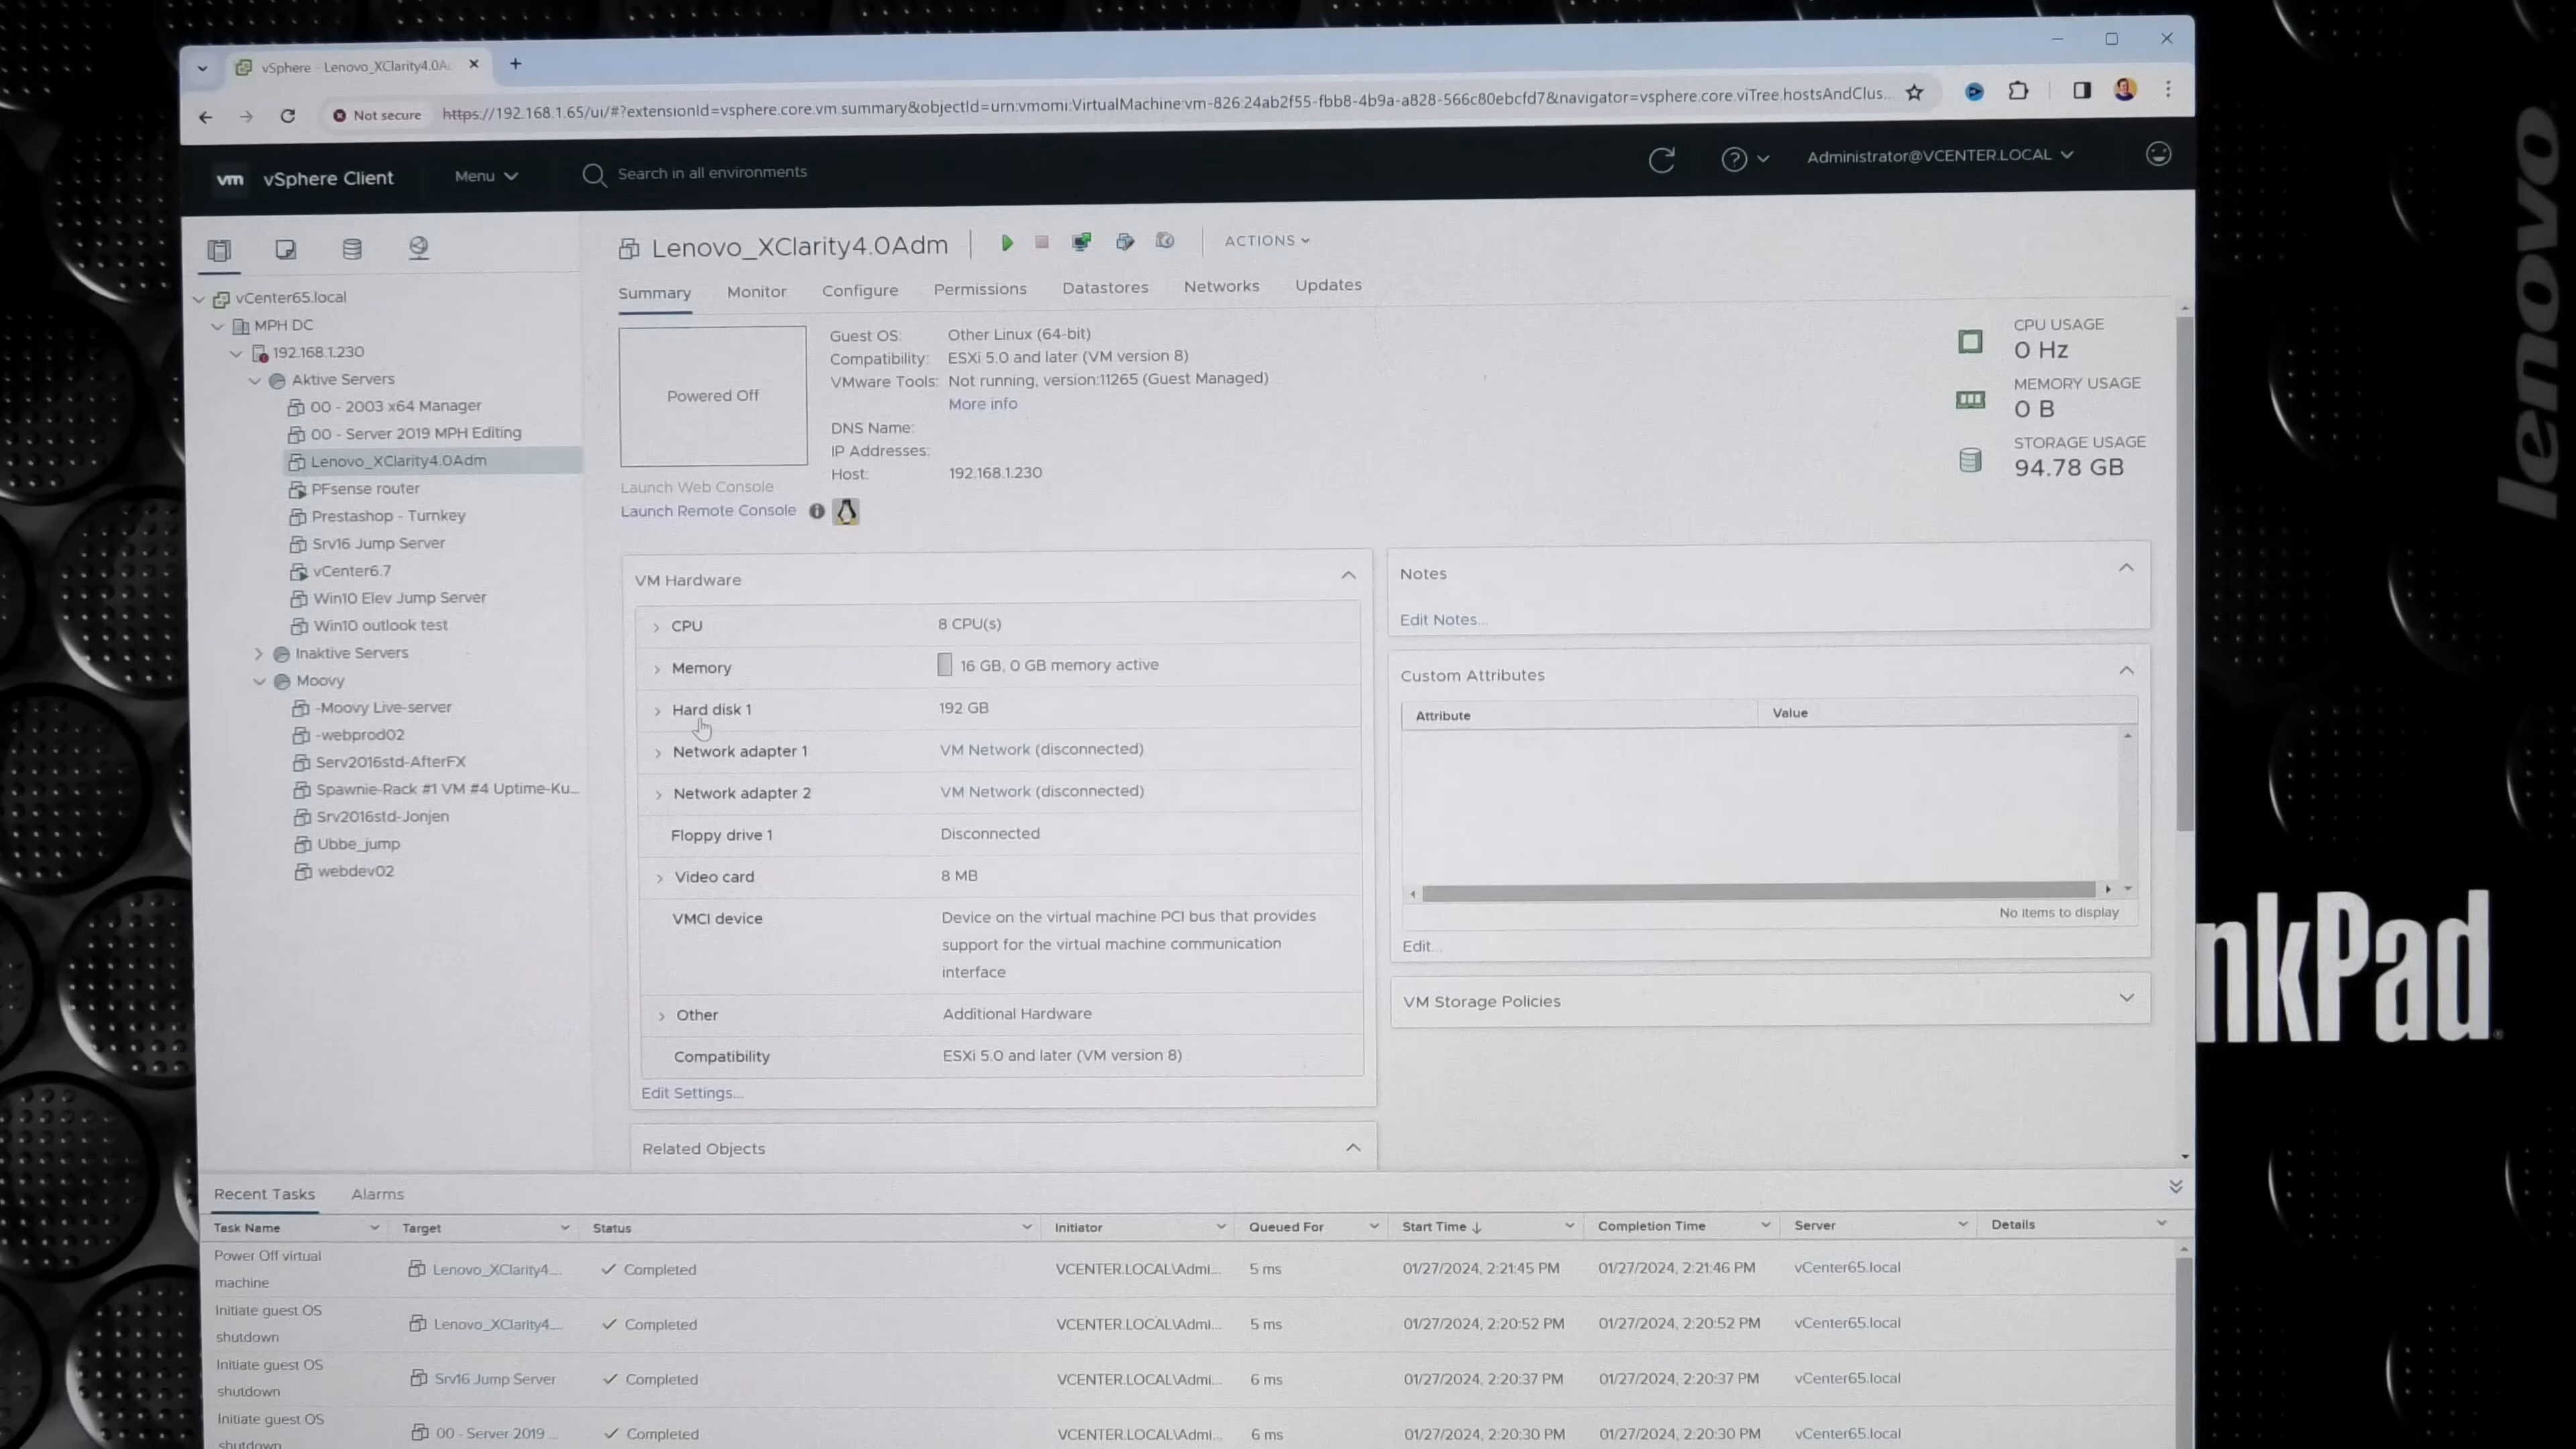 vSphere - Lenovo_XClarity4.0A
Not secure
https://192.168.1.65/ui/#?extensionId=vsphere.core.vm.summary&objectId=urn:vmomi:VirtualMachine:vm-826:24ab2f55-fbb8-4b9a-a828-566c80ebcfd7&navigator=vsphere.core.viTree.hostsAndClus...
vm vSphere Client
Menu
Search in all environments
Administrator@VCENTER.LOCAL
vCenter65.local
MPH DC
192.168.1.230
Aktive Servers
00 - 2003 x64 Manager
00 - Server 2019 MPH Editing
Lenovo_XClarity4.0Adm
PFsense router
Prestashop - Turnkey
Srv16 Jump Server
vCenter6.7
Win10 Elev Jump Server
Win10 outlook test
Inaktive Servers
Moovy
-Moovy Live-server
-webprod02
Serv2016std-AfterFX
Spawnie-Rack #1 VM #4 Uptime-Ku...
Srv2016std-Jonjen
Ubbe_jump
webdev02
Lenovo_XClarity4.0Adm
ACTIONS
Summary Monitor Configure Permissions Datastores Networks Updates
Powered Off
Launch Web Console
Launch Remote Console
Guest OS: Other Linux (64-bit)
Compatibility: ESXi 5.0 and later (VM version 8)
VMware Tools: Not running, version:11265 (Guest Managed)
More info
DNS Name:
IP Addresses:
Host: 192.168.1.230
CPU USAGE
0 Hz
MEMORY USAGE
0 B
STORAGE USAGE
94.78 GB
VM Hardware
CPU 8 CPU(s)
Memory 16 GB, 0 GB memory active
Hard disk 1 192 GB
Network adapter 1 VM Network (disconnected)
Network adapter 2 VM Network (disconnected)
Floppy drive 1 Disconnected
Video card 8 MB
VMCI device Device on the virtual machine PCI bus that provides
support for the virtual machine communication
interface
Other Additional Hardware
Compatibility ESXi 5.0 and later (VM version 8)
Edit Settings...
Related Objects
Notes
Edit Notes...
Custom Attributes
Attribute Value
No items to display
Edit...
VM Storage Policies
Recent Tasks Alarms
Task Name Target Status Initiator Queued For Start Time Completion Time Server Details
Power Off virtual
machine
Lenovo_XClarity4.... Completed VCENTER.LOCAL\Admi... 5 ms 01/27/2024, 2:21:45 PM 01/27/2024, 2:21:46 PM vCenter65.local
Initiate guest OS
shutdown
Lenovo_XClarity4.... Completed VCENTER.LOCAL\Admi... 5 ms 01/27/2024, 2:20:52 PM 01/27/2024, 2:20:52 PM vCenter65.local
Initiate guest OS
shutdown
Srv16 Jump Server Completed VCENTER.LOCAL\Admi... 6 ms 01/27/2024, 2:20:37 PM 01/27/2024, 2:20:37 PM vCenter65.local
Initiate guest OS
shutdown
00 - Server 2019 ... Completed VCENTER.LOCAL\Admi... 6 ms 01/27/2024, 2:20:30 PM 01/27/2024, 2:20:30 PM vCenter65.local
lenovo
nkPad